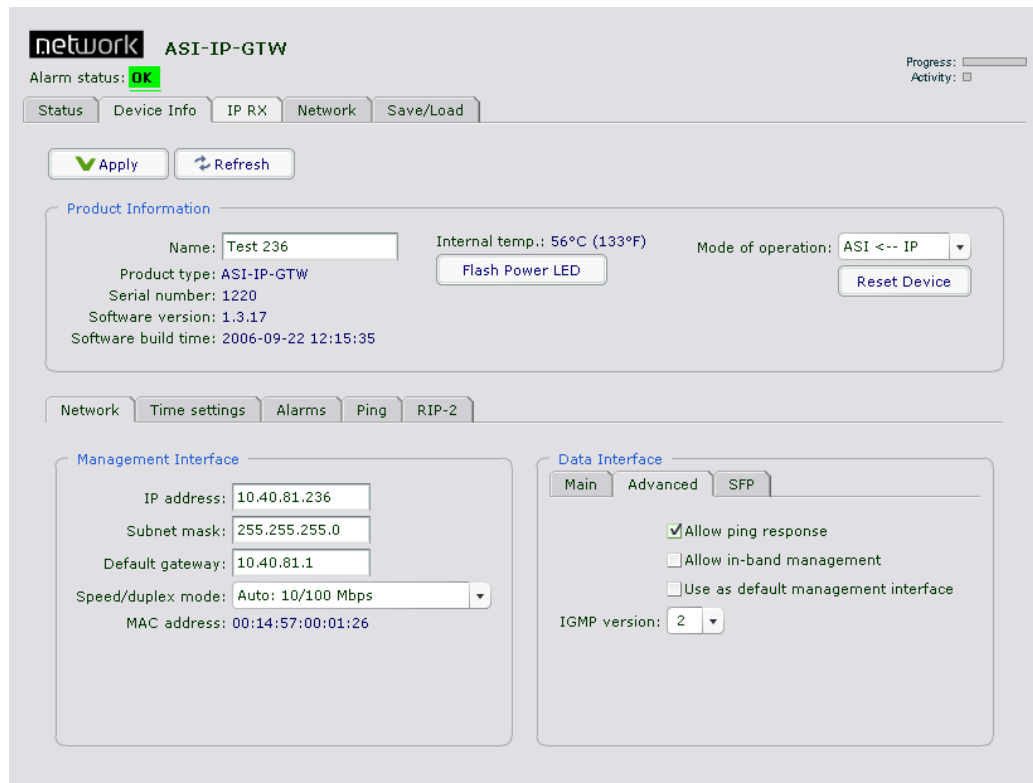 network ASI-IP-GTW
Alarm status: OK
Progress:
Activity:
Status Device Info IP RX Network Save/Load
Apply Refresh
Product Information
Name: Test 236
Internal temp.: 56°C (133°F)
Mode of operation: ASI <-- IP
Flash Power LED
Reset Device
Product type: ASI-IP-GTW
Serial number: 1220
Software version: 1.3.17
Software build time: 2006-09-22 12:15:35
Network Time settings Alarms Ping RIP-2
Management Interface
IP address: 10.40.81.236
Subnet mask: 255.255.255.0
Default gateway: 10.40.81.1
Speed/duplex mode: Auto: 10/100 Mbps
MAC address: 00:14:57:00:01:26
Data Interface
Main Advanced SFP
Allow ping response
Allow in-band management
Use as default management interface
IGMP version: 2